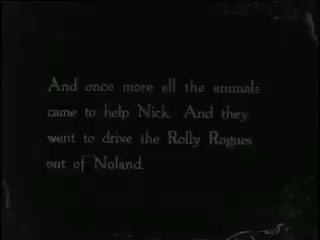 And once more all the animals
came to help Nick. And they
went to drive the Rolly Rogues
out of Noland.